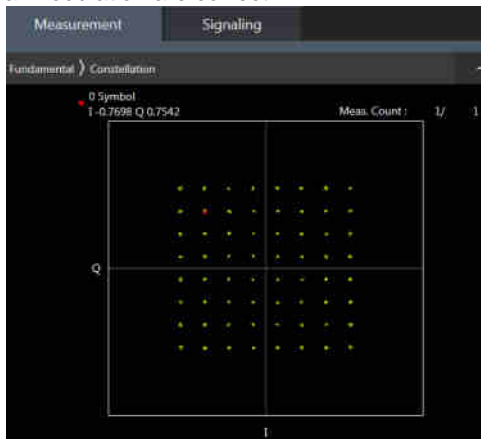 Measurement Signaling
Fundamental ⟩ Constellation
0 Symbol
I -0.7698 Q 0.7542 Meas. Count : 1/ 1
Q
I